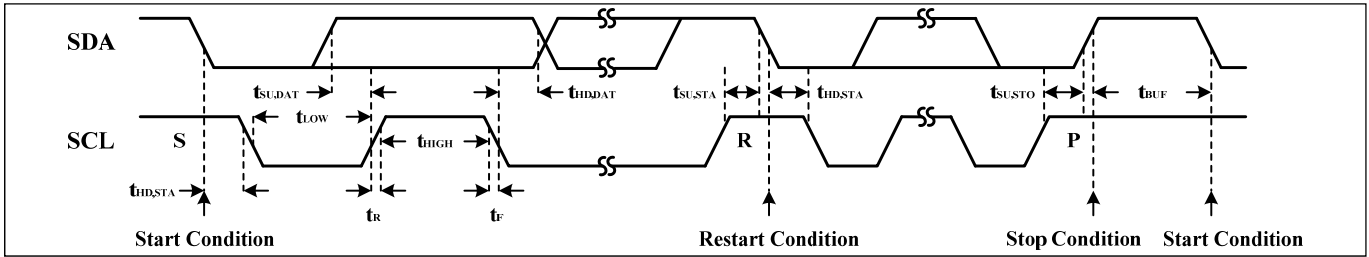 SDA
tSU,DAT
tHD,DAT
tSU,STA
tHD,STA
tSU,STO
tBUF
tLOW
SCL
S
tHIGH
R
P
tHD,STA
tR
tF
Start Condition
Restart Condition
Stop Condition
Start Condition